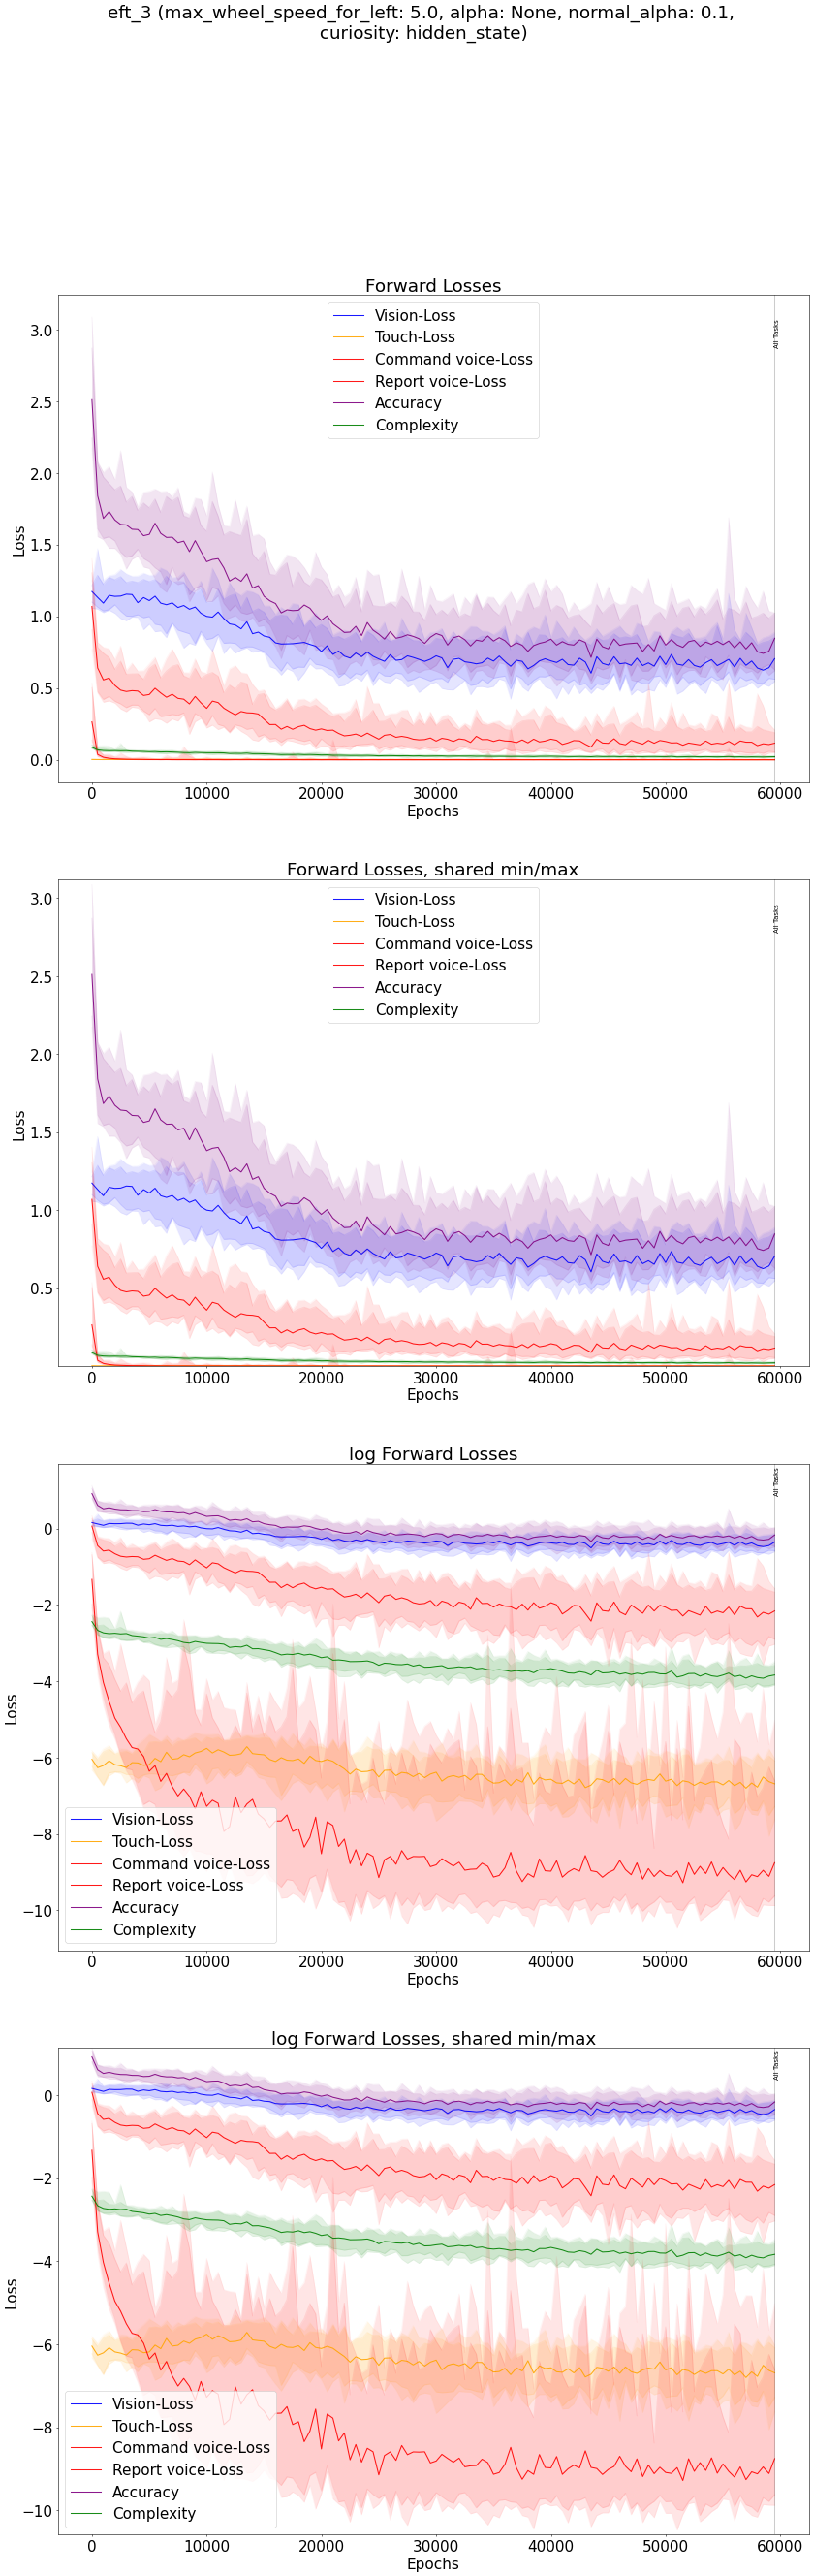 eft_3 (max_wheel_speed_for_left: 5.0, alpha: None, normal_alpha: 0.1,
curiosity: hidden_state)
Forward Losses
Vision-Loss
Touch-Loss
Command voice-Loss
Report voice-Loss
Accuracy
Complexity
All Tasks
3.0
2.5
2.0
1.5
1.0
0.5
0.0
Loss
0 10000 20000 30000 40000 50000 60000
Epochs
Forward Losses, shared min/max
Vision-Loss
Touch-Loss
Command voice-Loss
Report voice-Loss
Accuracy
Complexity
All Tasks
3.0
2.5
2.0
1.5
1.0
0.5
Loss
0 10000 20000 30000 40000 50000 60000
Epochs
log Forward Losses
All Tasks
0
−2
−4
−6
−8
−10
Loss
Vision-Loss
Touch-Loss
Command voice-Loss
Report voice-Loss
Accuracy
Complexity
0 10000 20000 30000 40000 50000 60000
Epochs
log Forward Losses, shared min/max
All Tasks
0
−2
−4
−6
−8
−10
Loss
Vision-Loss
Touch-Loss
Command voice-Loss
Report voice-Loss
Accuracy
Complexity
0 10000 20000 30000 40000 50000 60000
Epochs